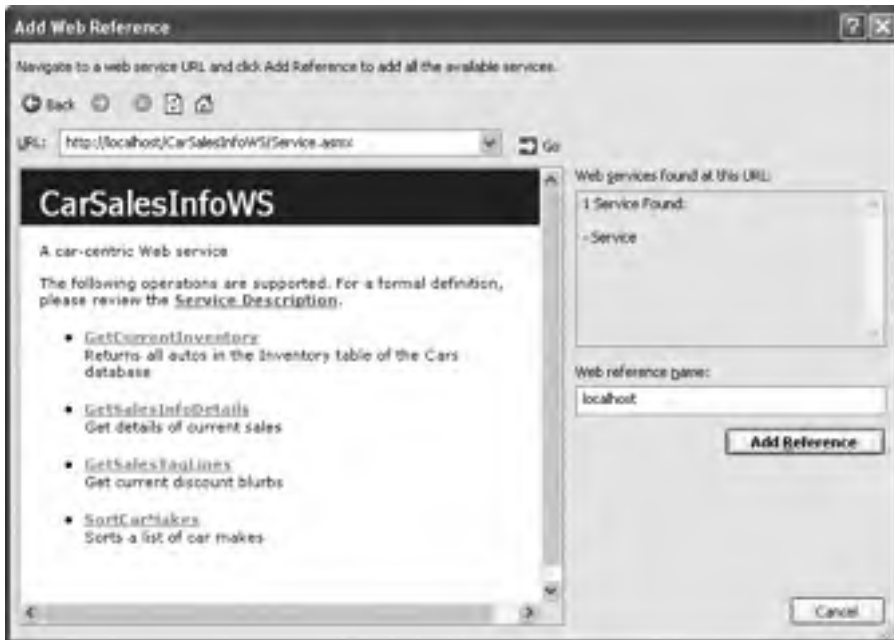 Add Web Reference
Navigate to a web service URL and click Add Reference to add all the available services.
Back
URL: http://localhost/CarSalesInfoWS/Service.asmx Go
CarSalesInfoWS
A car-centric Web service
The following operations are supported. For a formal definition,
please review the Service Description.
• GetCurrentInventory
Returns all autos in the Inventory table of the Cars
database
• GetSalesInfoDetails
Get details of current sales
• GetSalesTagLines
Get current discount blurbs
• SortCarMakes
Sorts a list of car makes
Web services found at this URL:
1 Service Found:
- Service
Web reference name:
localhost
Add Reference
Cancel